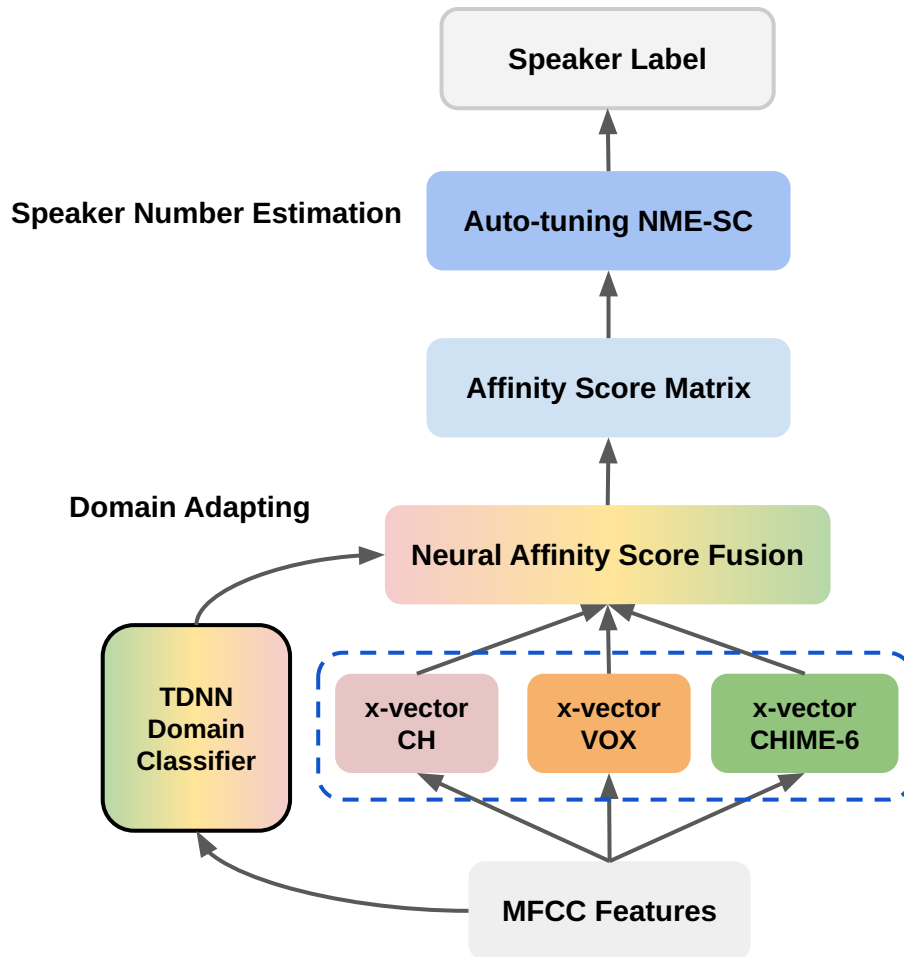 Speaker Label
Speaker Number Estimation
Auto-tuning NME-SC
Affinity Score Matrix
Domain Adapting
Neural Affinity Score Fusion
TDNN
Domain
Classifier
x-vector
CH
x-vector
VOX
x-vector
CHIME-6
MFCC Features